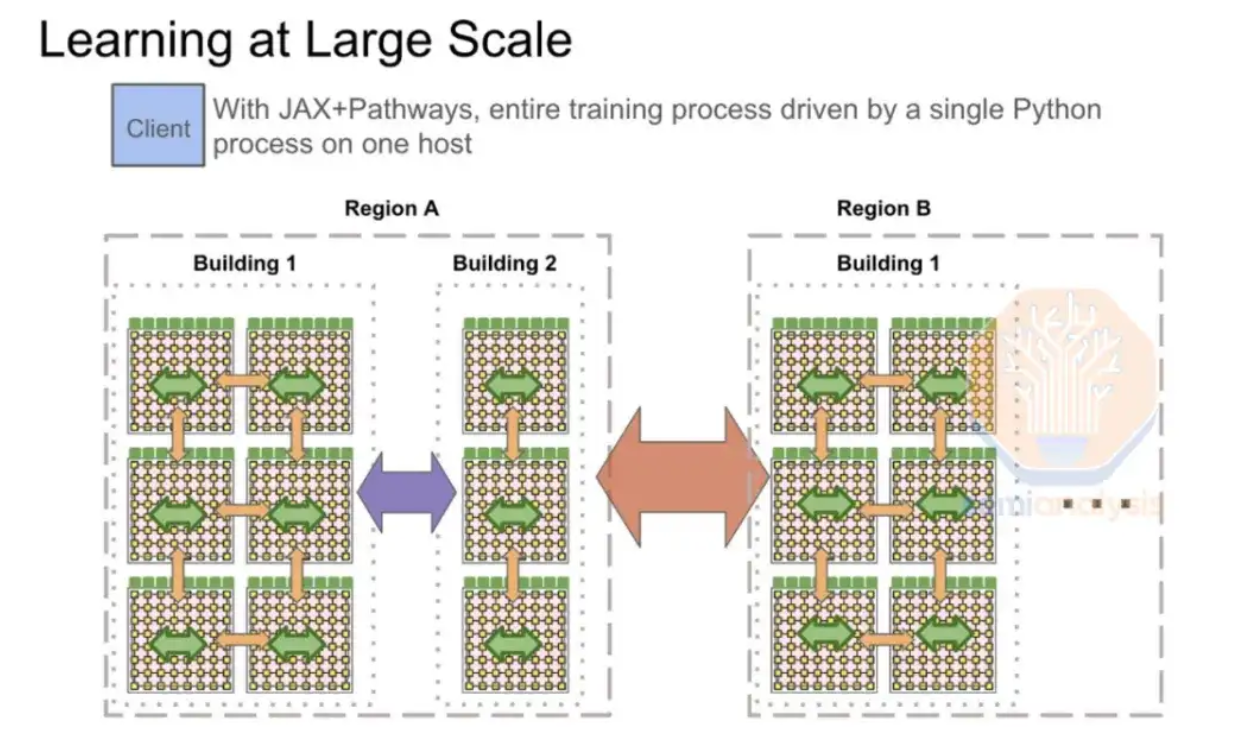 Learning at Large Scale
Client
With JAX+Pathways, entire training process driven by a single Python
process on one host
Region A
Region B
Building 1
Building 2
Building 1
semianalysis